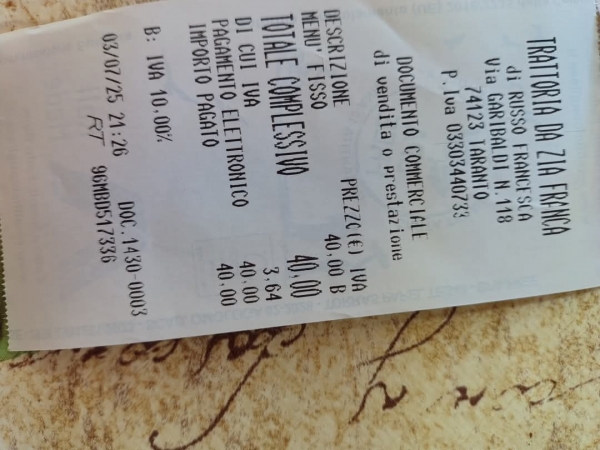 TRATTORIA DA ZIA FRANCA
di RUSSO FRANCESCA
Via GARIBALDI N.118
74123 TARANTO
P.Iva 03303440733
DOCUMENTO COMMERCIALE
di vendita o prestazione
DESCRIZIONE PREZZO(€) IVA
MENU' FISSO 40,00 B
TOTALE COMPLESSIVO 40,00
DI CUI IVA 3,64
PAGAMENTO ELETTRONICO 40,00
IMPORTO PAGATO 40,00
B: IVA 10.00%
03/07/25 21:26 DOC.1430-0003
RT 96MBD517336